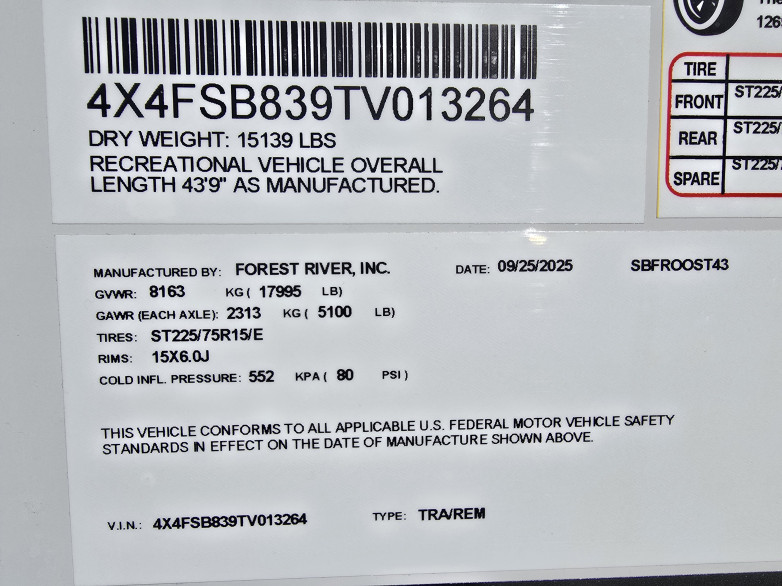 4X4FSB839TV013264
DRY WEIGHT: 15139 LBS
RECREATIONAL VEHICLE OVERALL
LENGTH 43'9" AS MANUFACTURED.
126
TIRE
FRONT ST225/
REAR ST225/
SPARE ST225/
MANUFACTURED BY: FOREST RIVER, INC. DATE: 09/25/2025 SBFROOST43
GVWR: 8163 KG ( 17995 LB)
GAWR (EACH AXLE): 2313 KG ( 5100 LB)
TIRES: ST225/75R15/E
RIMS: 15X6.0J
COLD INFL. PRESSURE: 552 KPA ( 80 PSI )
THIS VEHICLE CONFORMS TO ALL APPLICABLE U.S. FEDERAL MOTOR VEHICLE SAFETY
STANDARDS IN EFFECT ON THE DATE OF MANUFACTURE SHOWN ABOVE.
V.I.N.: 4X4FSB839TV013264 TYPE: TRA/REM